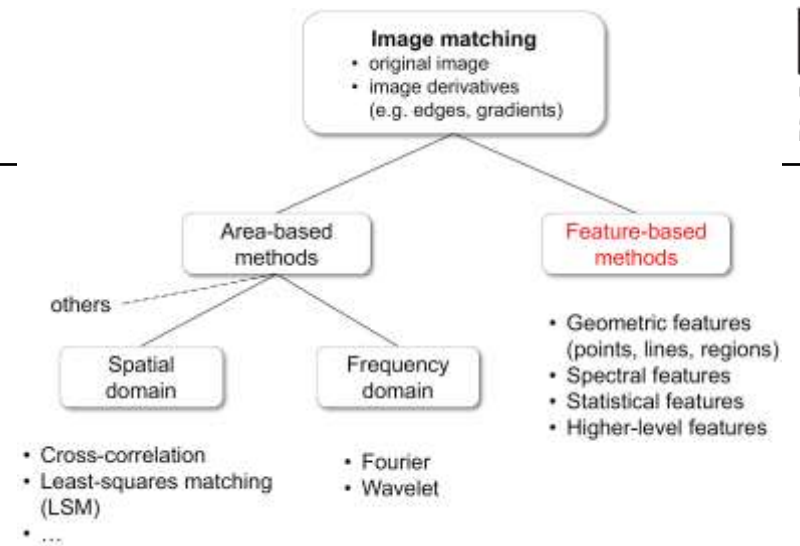 Image matching
• original image
• image derivatives
(e.g. edges, gradients)
Area-based
methods
Feature-based
methods
others
Spatial
domain
Frequency
domain
• Geometric features
(points, lines, regions)
• Spectral features
• Statistical features
• Higher-level features
• Cross-correlation
• Least-squares matching
(LSM)
• ...
• Fourier
• Wavelet